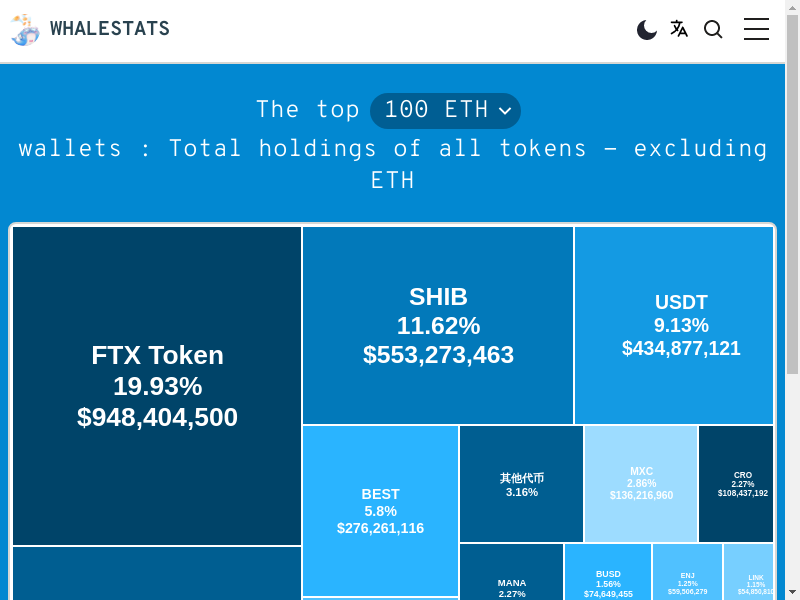 WHALESTATS
The top 100 ETH
wallets : Total holdings of all tokens – excluding
ETH
FTX Token
19.93%
$948,404,500
SHIB
11.62%
$553,273,463
USDT
9.13%
$434,877,121
BEST
5.8%
$276,261,116
其他代币
3.16%
MXC
2.86%
$136,216,960
CRO
2.27%
$108,437,192
MANA
2.27%
BUSD
1.56%
$74,649,455
ENJ
1.25%
$59,506,279
LINK
1.15%